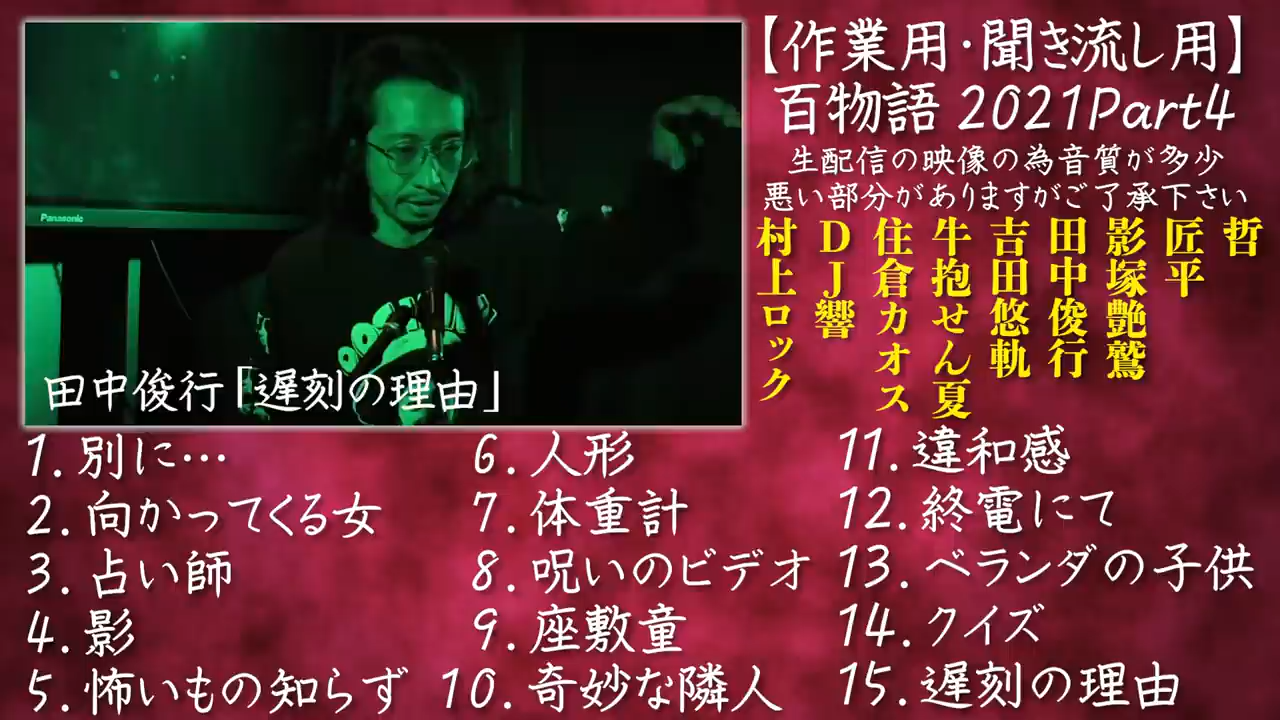 【作業用・聞き流し用】
百物語 2021Part4
生配信の映像の為音質が多少
悪い部分がありますがご了承下さい
哲
匠平
影塚艶鷲
田中俊行
吉田悠軌
牛抱せん夏
住倉カオス
DJ響
村上ロック
Panasonic
田中俊行「遅刻の理由」
1. 別に…
2. 向かってくる女
3. 占い師
4. 影
5. 怖いもの知らず
6. 人形
7. 体重計
8. 呪いのビデオ
9. 座敷童
10. 奇妙な隣人
11. 違和感
12. 終電にて
13. ベランダの子供
14. クイズ
15. 遅刻の理由